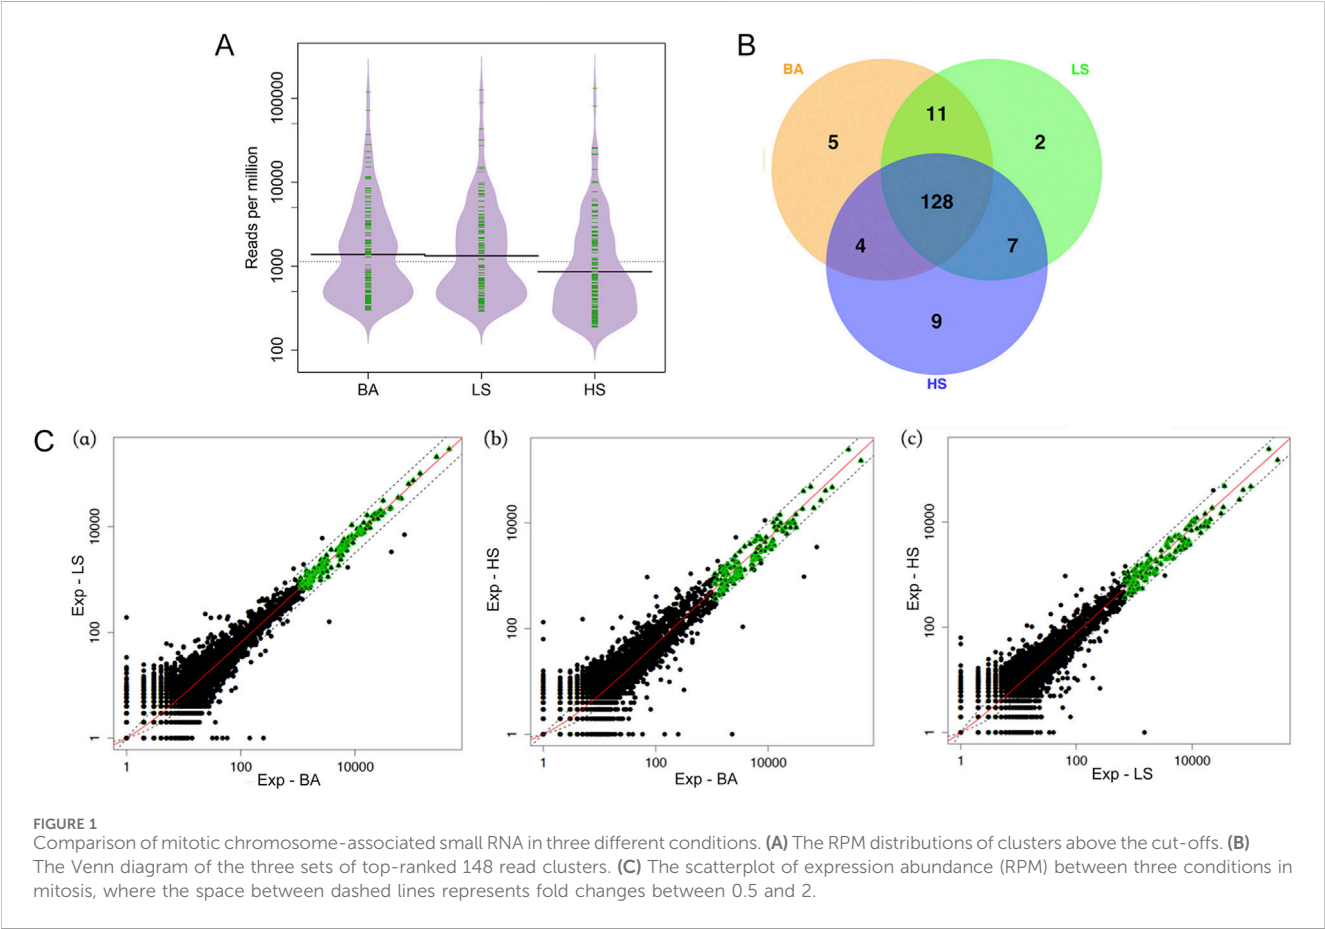 A
Reads per million
100000
10000
1000
100
BA
LS
HS
B
BA
LS
5
11
2
128
4
7
9
HS
C
(a)
Exp - LS
10000
100
1
1
100
10000
Exp - BA
(b)
Exp - HS
10000
100
1
1
100
10000
Exp - BA
(c)
Exp - HS
10000
100
1
1
100
10000
Exp - LS
FIGURE 1
Comparison of mitotic chromosome-associated small RNA in three different conditions. (A) The RPM distributions of clusters above the cut-offs. (B)
The Venn diagram of the three sets of top-ranked 148 read clusters. (C) The scatterplot of expression abundance (RPM) between three conditions in
mitosis, where the space between dashed lines represents fold changes between 0.5 and 2.